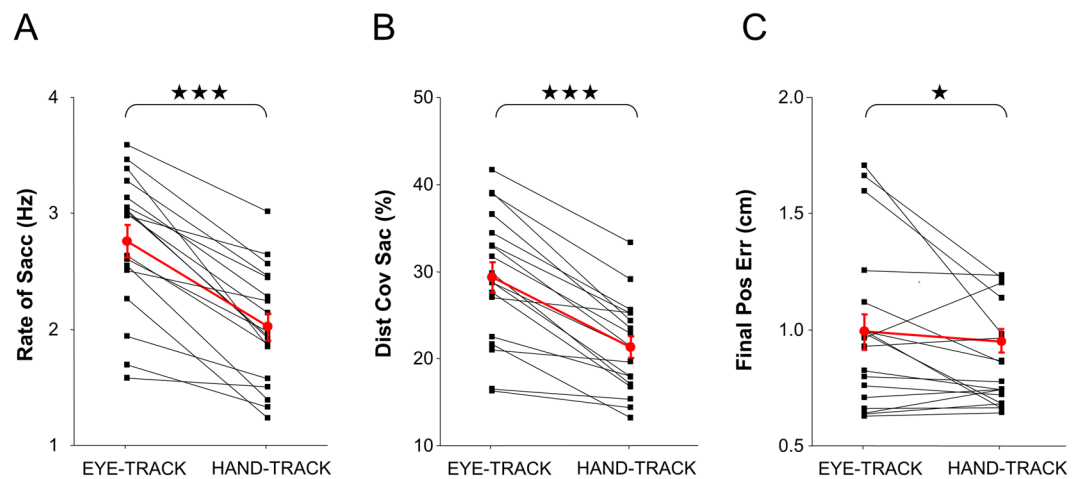 A
B
C
★★★
★★★
★
4
3
2
1
Rate of Sacc (Hz)
EYE-TRACK HAND-TRACK
50
40
30
20
10
Dist Cov Sac (%)
EYE-TRACK HAND-TRACK
2.0
1.5
1.0
0.5
Final Pos Err (cm)
EYE-TRACK HAND-TRACK